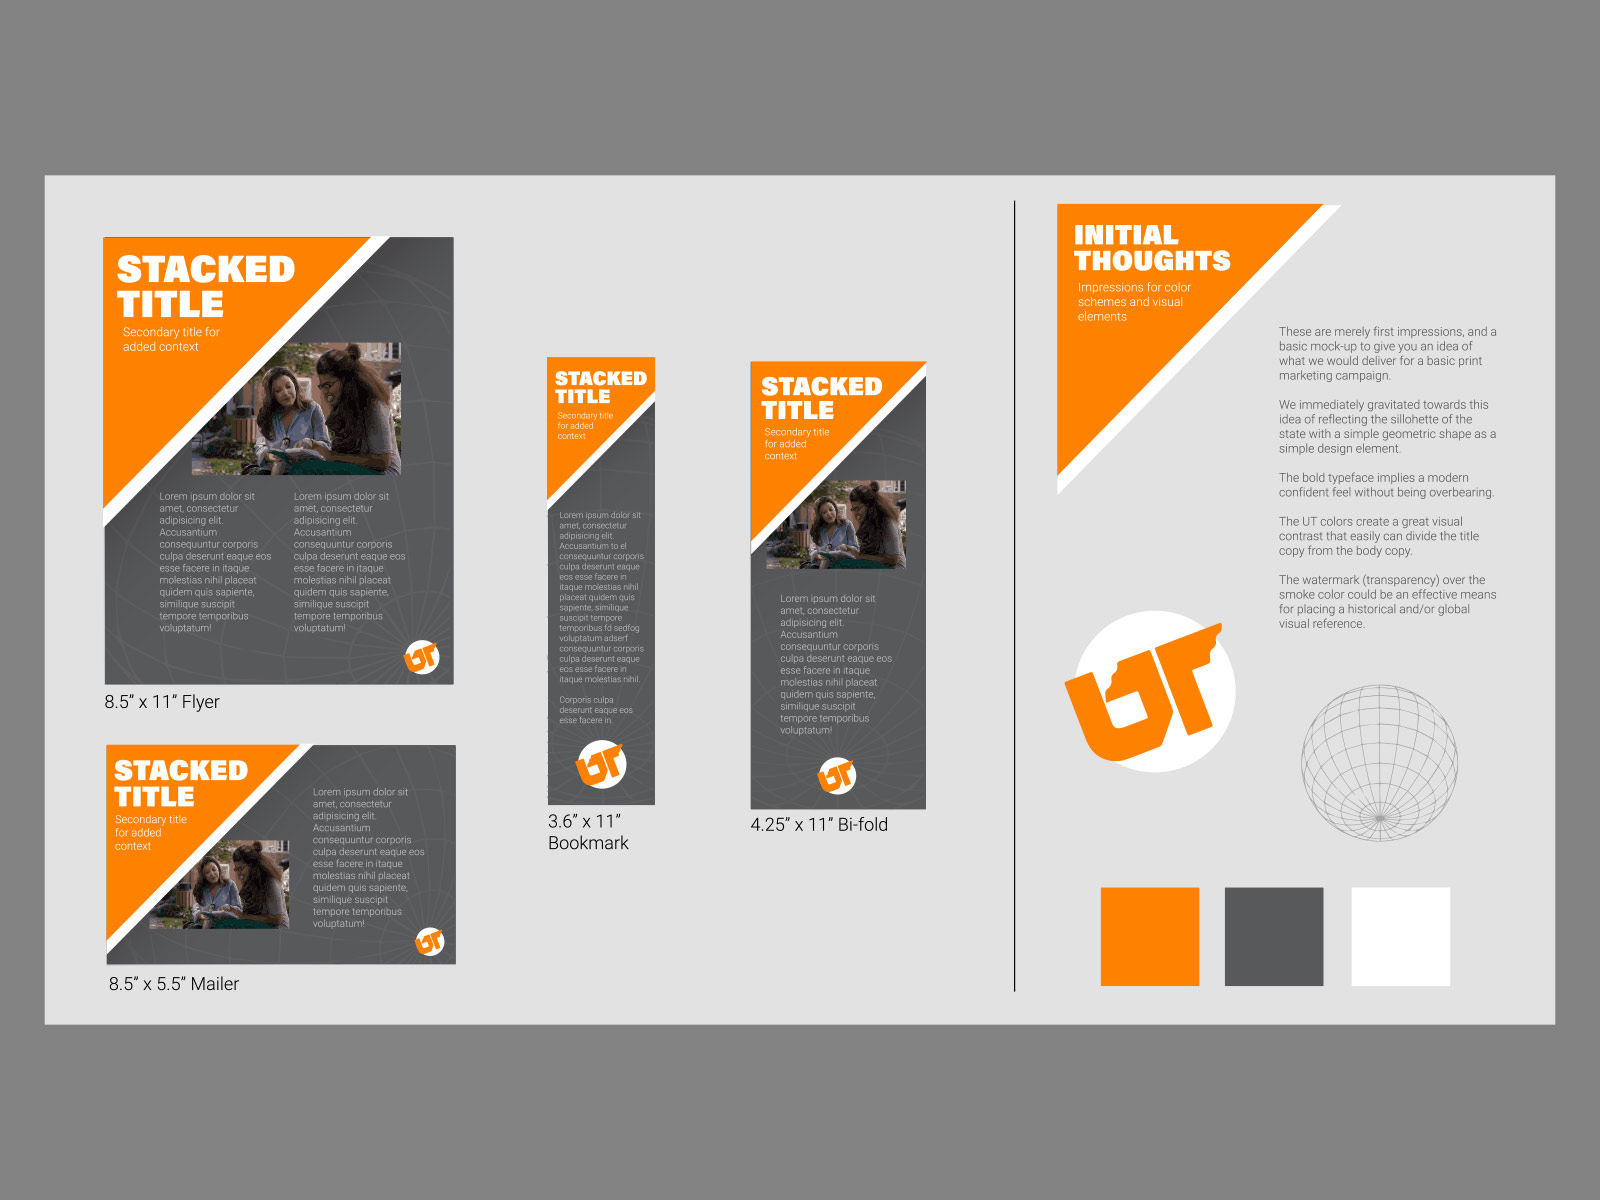 STACKED
TITLE
Secondary title for
added context
Lorem ipsum dolor sit
amet, consectetur
adipisicing elit.
Accusantium
consequuntur corporis
culpa deserunt eaque eos
esse facere in itaque
molestias nihil placeat
quidem quis sapiente,
similique suscipit
tempore temporibus
voluptatum!
Lorem ipsum dolor sit
amet, consectetur
adipisicing elit.
Accusantium
consequuntur corporis
culpa deserunt eaque eos
esse facere in itaque
molestias nihil placeat
quidem quis sapiente,
similique suscipit
tempore temporibus
voluptatum!
UT
8.5” x 11” Flyer
STACKED
TITLE
Secondary title
for added
context
Lorem ipsum dolor sit
amet, consectetur
adipisicing elit.
Accusantium
consequuntur corporis
culpa deserunt eaque eos
esse facere in itaque
molestias nihil placeat
quidem quis sapiente,
similique suscipit
tempore temporibus
voluptatum!
UT
8.5” x 5.5” Mailer
STACKED
TITLE
Secondary title
for added
context
Lorem ipsum dolor sit
amet, consectetur
adipisicing elit.
Accusantium to el
consequuntur corporis
culpa deserunt eaque
eos esse facere in
itaque molestias nihil
placeat quidem quis
sapiente, similique
suscipit tempore
temporibus fd sedfog
voluptatum adserf
consequuntur corporis
culpa deserunt eaque
eos esse facere in
itaque molestias nihil.
Corporis culpa
deserunt eaque eos
esse facere in.
UT
3.6” x 11”
Bookmark
STACKED
TITLE
Secondary title
for added
context
Lorem ipsum dolor sit
amet, consectetur
adipisicing elit.
Accusantium
consequuntur corporis
culpa deserunt eaque eos
esse facere in itaque
molestias nihil placeat
quidem quis sapiente,
similique suscipit
tempore temporibus
voluptatum!
UT
4.25” x 11” Bi-fold
INITIAL
THOUGHTS
Impressions for color
schemes and visual
elements
These are merely first impressions, and a
basic mock-up to give you an idea of
what we would deliver for a basic print
marketing campaign.
We immediately gravitated towards this
idea of reflecting the sillohette of the
state with a simple geometric shape as a
simple design element.
The bold typeface implies a modern
confident feel without being overbearing.
The UT colors create a great visual
contrast that easily can divide the title
copy from the body copy.
The watermark (transparency) over the
smoke color could be an effective means
for placing a historical and/or global
visual reference.
UT